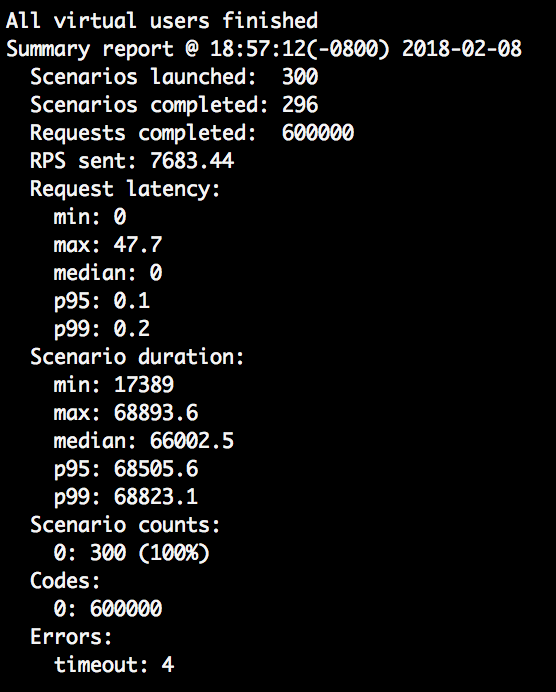 All virtual users finished
Summary report @ 18:57:12(-0800) 2018-02-08
Scenarios launched: 300
Scenarios completed: 296
Requests completed: 600000
RPS sent: 7683.44
Request latency:
min: 0
max: 47.7
median: 0
p95: 0.1
p99: 0.2
Scenario duration:
min: 17389
max: 68893.6
median: 66002.5
p95: 68505.6
p99: 68823.1
Scenario counts:
0: 300 (100%)
Codes:
0: 600000
Errors:
timeout: 4